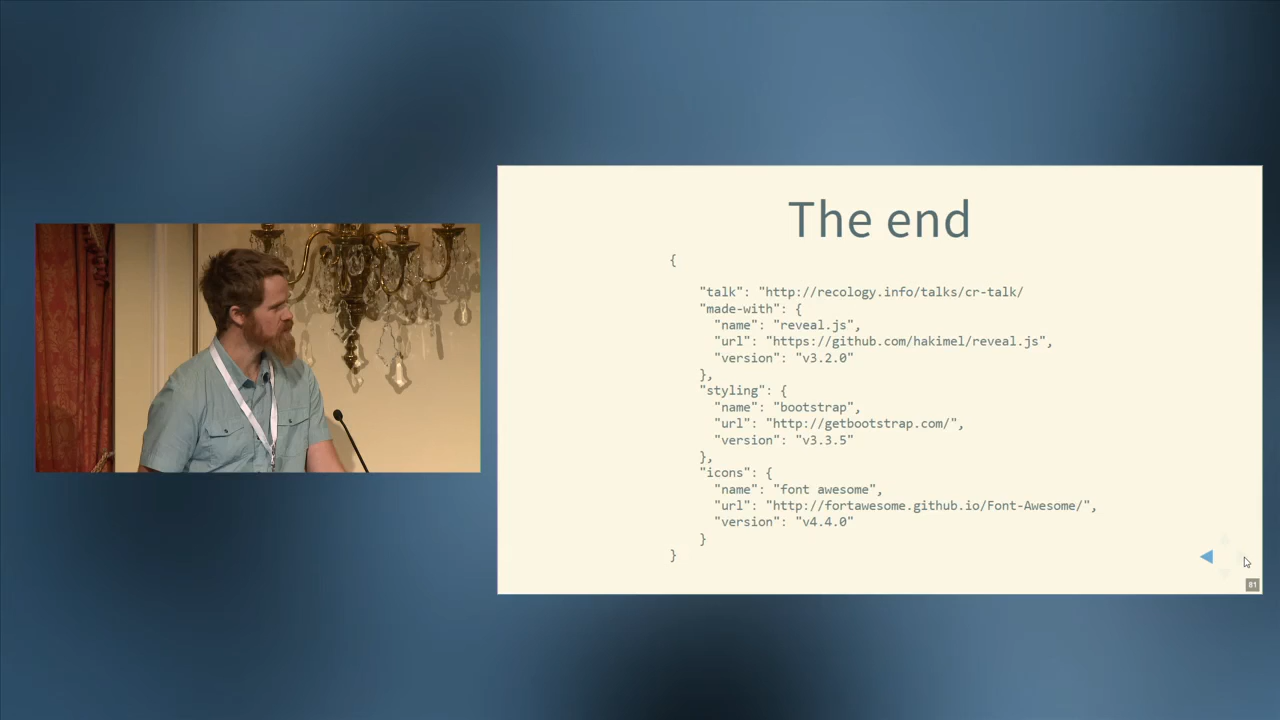 The end
{
"talk": "http://recology.info/talks/cr-talk/
"made-with": {
"name": "reveal.js",
"url": "https://github.com/hakimel/reveal.js",
"version": "v3.2.0"
},
"styling": {
"name": "bootstrap",
"url": "http://getbootstrap.com/",
"version": "v3.3.5"
},
"icons": {
"name": "font awesome",
"url": "http://fortawesome.github.io/Font-Awesome/",
"version": "v4.4.0"
}
}
81